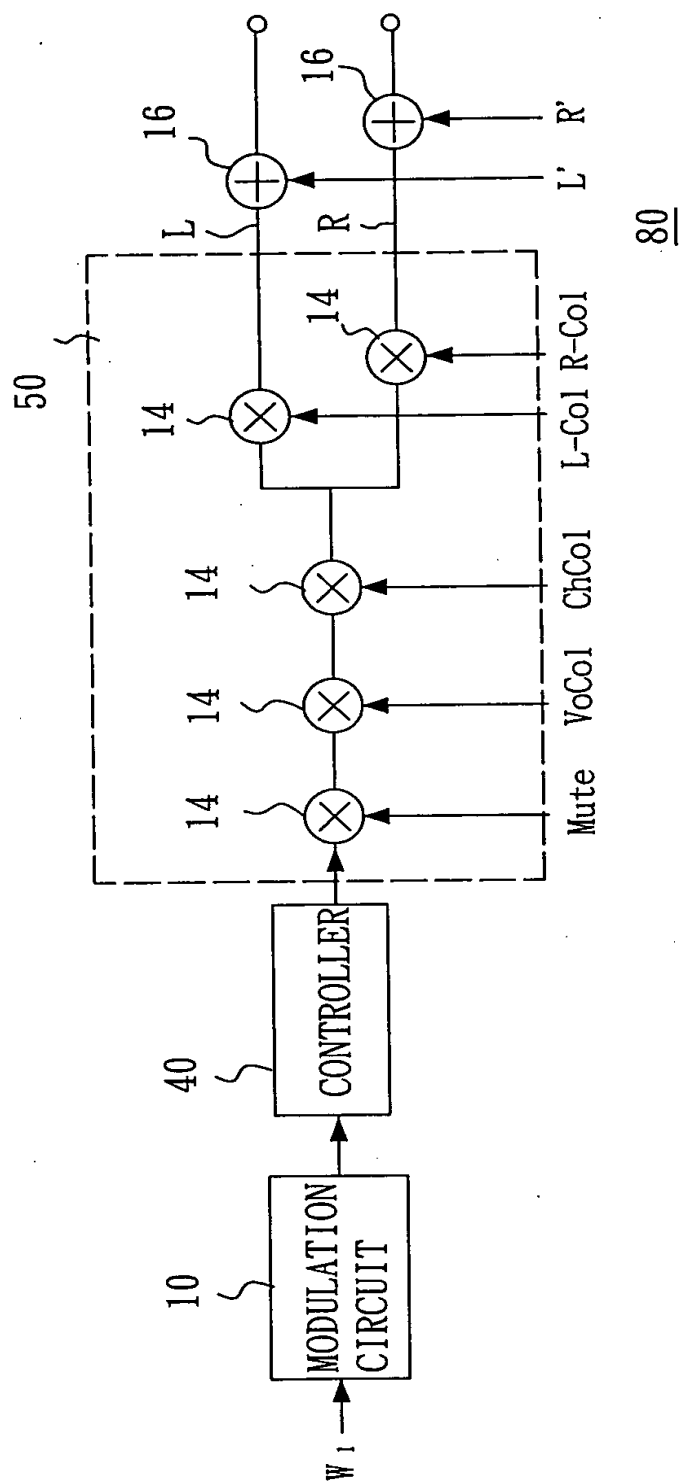 W1
10
MODULATION
CIRCUIT
40
CONTROLLER
50
14
Mute
14
VoCol
14
ChCol
14
L-Col
14
R-Col
L
R
16
L'
16
R'
80